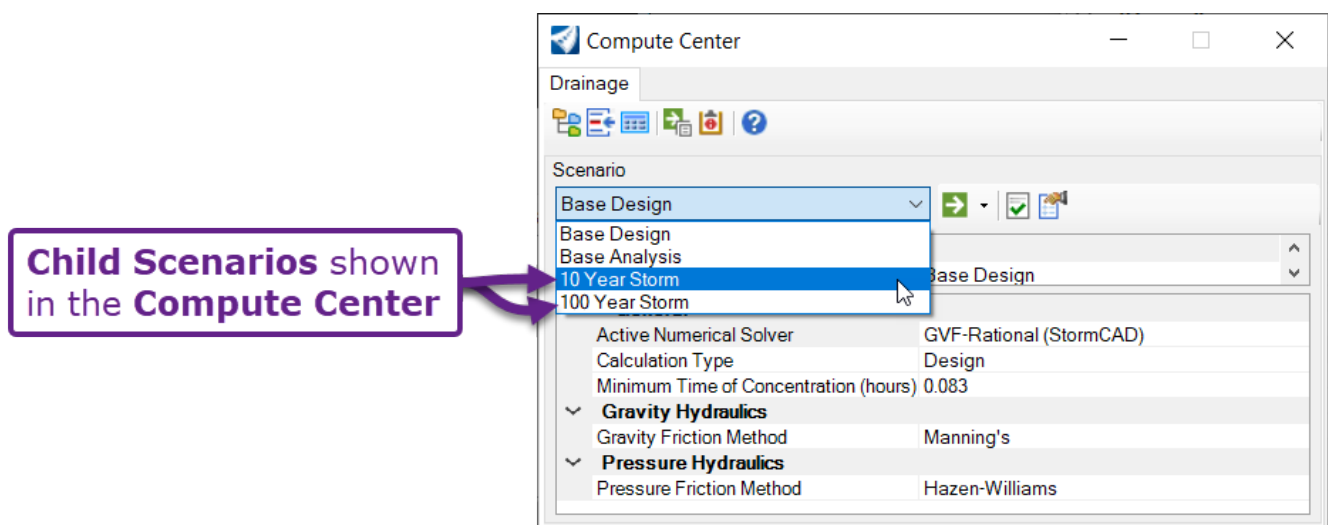 Compute Center
Drainage
Scenario
Base Design
Base Design
Base Analysis
10 Year Storm
Base Design
100 Year Storm
Active Numerical Solver GVF-Rational (StormCAD)
Calculation Type Design
Minimum Time of Concentration (hours) 0.083
Gravity Hydraulics
Gravity Friction Method Manning's
Pressure Hydraulics
Pressure Friction Method Hazen-Williams
Child Scenarios shown
in the Compute Center